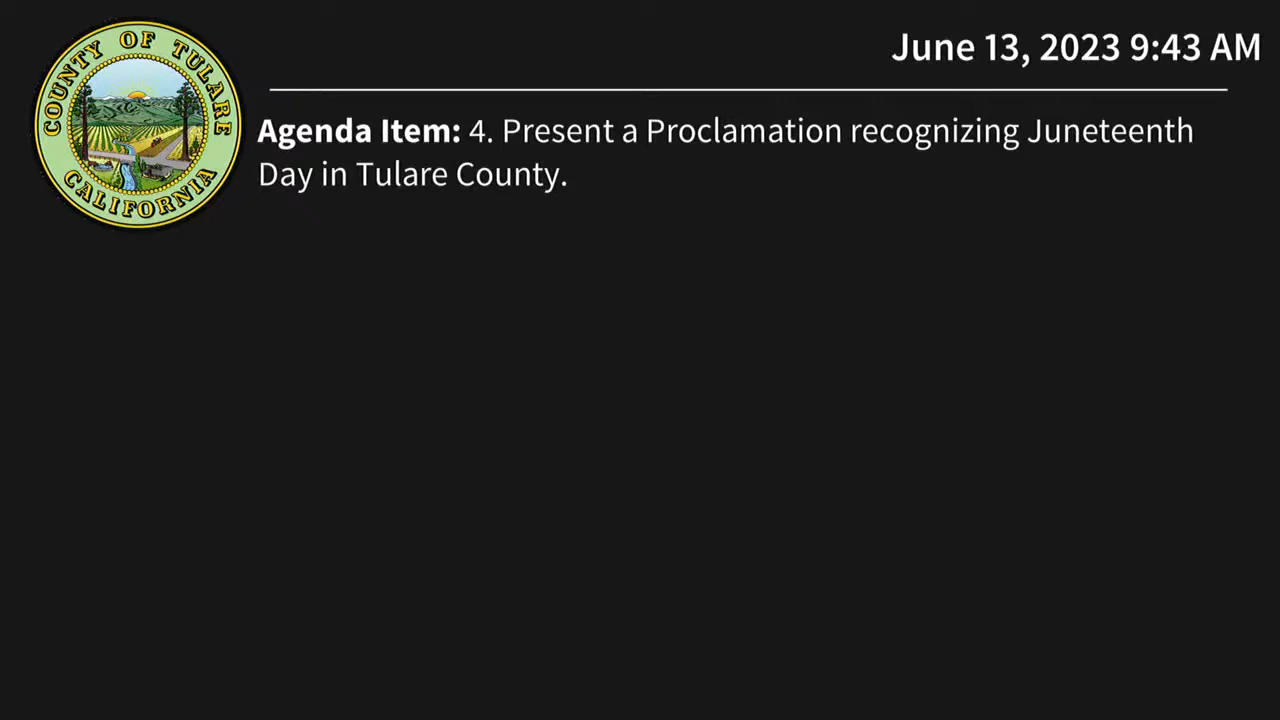 COUNTY OF TULARE
CALIFORNIA
June 13, 2023 9:43 AM
Agenda Item: 4. Present a Proclamation recognizing Juneteenth
Day in Tulare County.